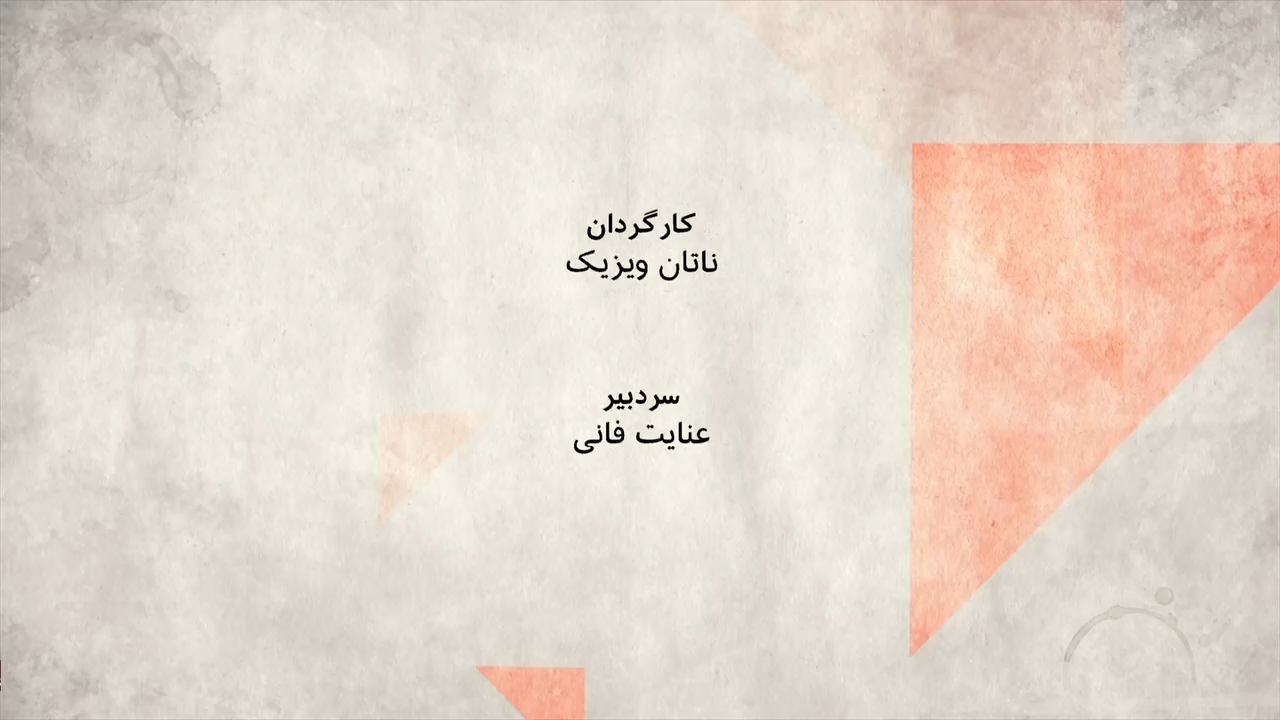 کارگردان
ناتان ویزیک
سردبیر
عنایت فانی